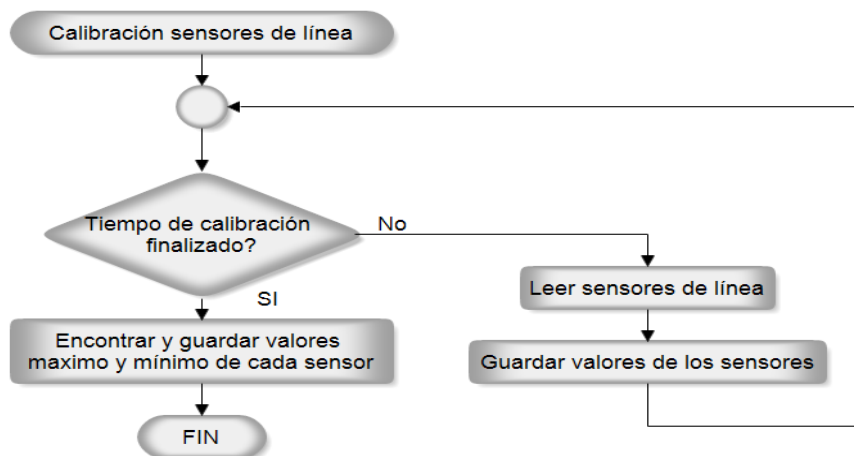 Calibración sensores de línea
Tiempo de calibración
finalizado?
No
SI
Leer sensores de línea
Encontrar y guardar valores
maximo y mínimo de cada sensor
Guardar valores de los sensores
FIN